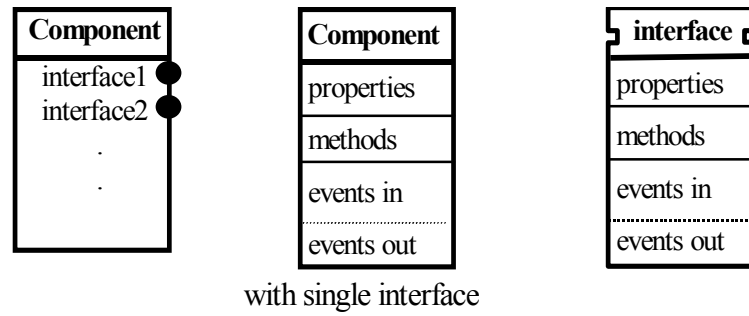 Component
interface1
interface2
.
.
Component
properties
methods
events in
events out
with single interface
interface
properties
methods
events in
events out